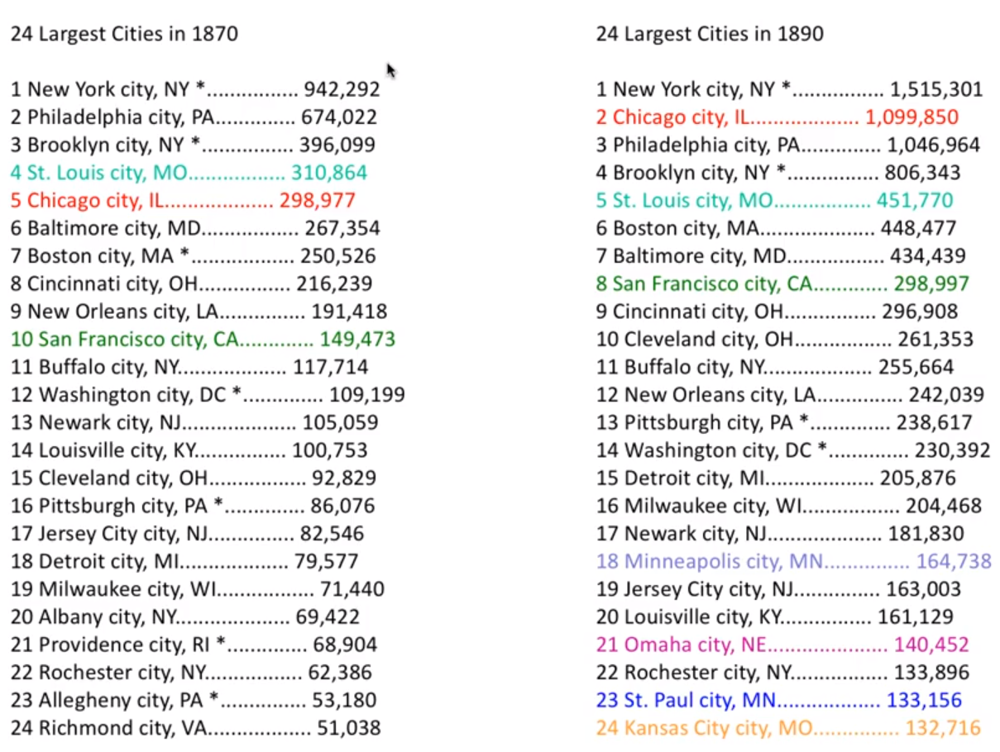 24 Largest Cities in 1870
1 New York city, NY *................ 942,292
2 Philadelphia city, PA.............. 674,022
3 Brooklyn city, NY *................ 396,099
4 St. Louis city, MO................. 310,864
5 Chicago city, IL.................... 298,977
6 Baltimore city, MD................. 267,354
7 Boston city, MA *.................. 250,526
8 Cincinnati city, OH................ 216,239
9 New Orleans city, LA............... 191,418
10 San Francisco city, CA............. 149,473
11 Buffalo city, NY................... 117,714
12 Washington city, DC *.............. 109,199
13 Newark city, NJ..................... 105,059
14 Louisville city, KY................ 100,753
15 Cleveland city, OH................. 92,829
16 Pittsburgh city, PA *.............. 86,076
17 Jersey City city, NJ............... 82,546
18 Detroit city, MI................... 79,577
19 Milwaukee city, WI................. 71,440
20 Albany city, NY.................... 69,422
21 Providence city, RI *.............. 68,904
22 Rochester city, NY................. 62,386
23 Allegheny city, PA *............... 53,180
24 Richmond city, VA.................. 51,038
24 Largest Cities in 1890
1 New York city, NY *................ 1,515,301
2 Chicago city, IL.................... 1,099,850
3 Philadelphia city, PA.............. 1,046,964
4 Brooklyn city, NY *................ 806,343
5 St. Louis city, MO................. 451,770
6 Boston city, MA.................... 448,477
7 Baltimore city, MD................. 434,439
8 San Francisco city, CA............. 298,997
9 Cincinnati city, OH................ 296,908
10 Cleveland city, OH................. 261,353
11 Buffalo city, NY................... 255,664
12 New Orleans city, LA............... 242,039
13 Pittsburgh city, PA *.............. 238,617
14 Washington city, DC *.............. 230,392
15 Detroit city, MI................... 205,876
16 Milwaukee city, WI................. 204,468
17 Newark city, NJ.................... 181,830
18 Minneapolis city, MN............... 164,738
19 Jersey City city, NJ............... 163,003
20 Louisville city, KY................ 161,129
21 Omaha city, NE..................... 140,452
22 Rochester city, NY................. 133,896
23 St. Paul city, MN.................. 133,156
24 Kansas City city, MO............... 132,716